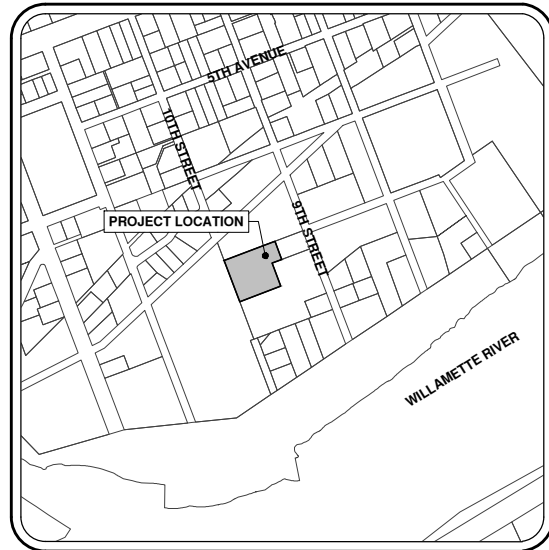 5TH AVENUE
10TH STREET
PROJECT LOCATION
9TH STREET
WILLAMETTE RIVER